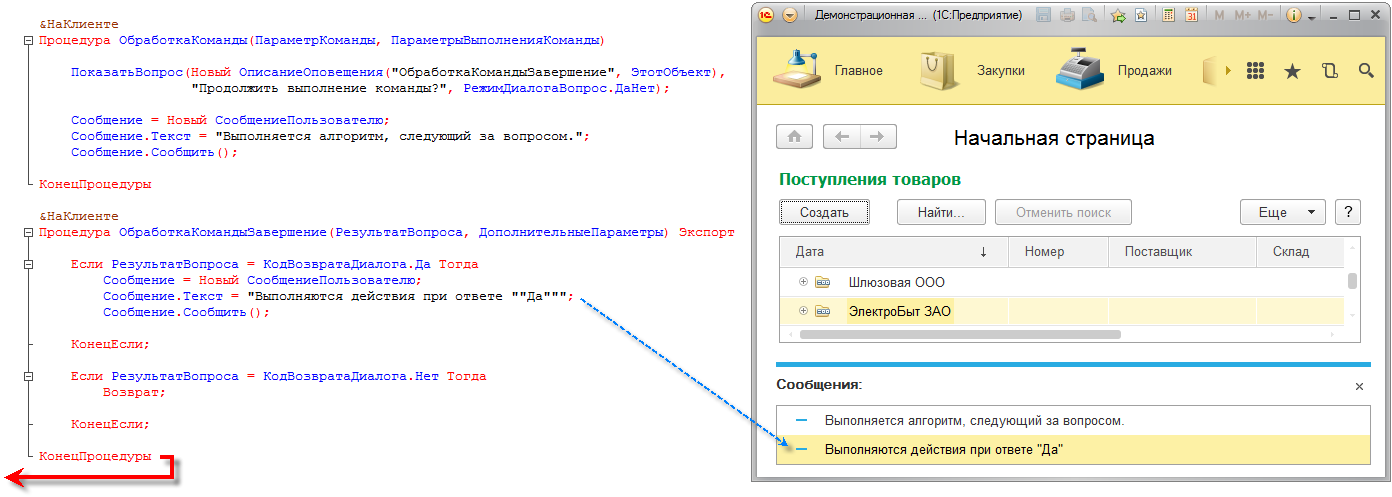 &НаКлиенте
Процедура ОбработкаКоманды(ПараметрКоманды, ПараметрыВыполненияКоманды)
ПоказатьВопрос(Новый ОписаниеОповещения("ОбработкаКомандыЗавершение", ЭтотОбъект),
"Продолжить выполнение команды?", РежимДиалогаВопрос.ДаНет);
Сообщение = Новый СообщениеПользователю;
Сообщение.Текст = "Выполняется алгоритм, следующий за вопросом.";
Сообщение.Сообщить();
КонецПроцедуры
&НаКлиенте
Процедура ОбработкаКомандыЗавершение(РезультатВопроса, ДополнительныеПараметры) Экспорт
Если РезультатВопроса = КодВозвратаДиалога.Да Тогда
Сообщение = Новый СообщениеПользователю;
Сообщение.Текст = "Выполняются действия при ответе ""Да""";
Сообщение.Сообщить();
КонецЕсли;
Если РезультатВопроса = КодВозвратаДиалога.Нет Тогда
Возврат;
КонецЕсли;
КонецПроцедуры
1С Демонстрационная ... (1С:Предприятие) 31 M M+ M-
Главное Закупки Продажи
Начальная страница
Поступления товаров
Создать Найти... Отменить поиск Еще ?
Дата ↓ Номер Поставщик Склад
Шлюзовая ООО
ЭлектроБыт ЗАО
Сообщения: ×
Выполняется алгоритм, следующий за вопросом.
Выполняются действия при ответе "Да"